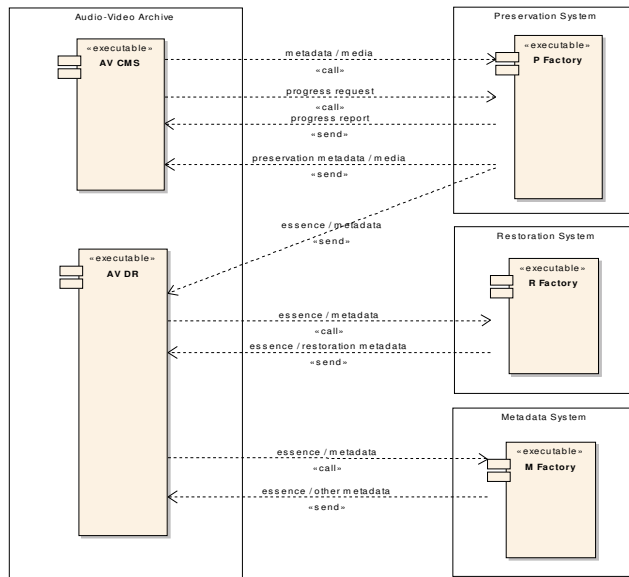 Audio-Video Archive
«executable»
AV CMS
«executable»
AV DR
metadata / media
«call»
progress request
«call»
progress report
«send»
preservation metadata / media
«send»
essence / metadata
«send»
essence / metadata
«call»
essence / restoration metadata
«send»
essence / metadata
«call»
essence / other metadata
«send»
Preservation System
«executable»
P Factory
Restoration System
«executable»
R Factory
Metadata System
«executable»
M Factory